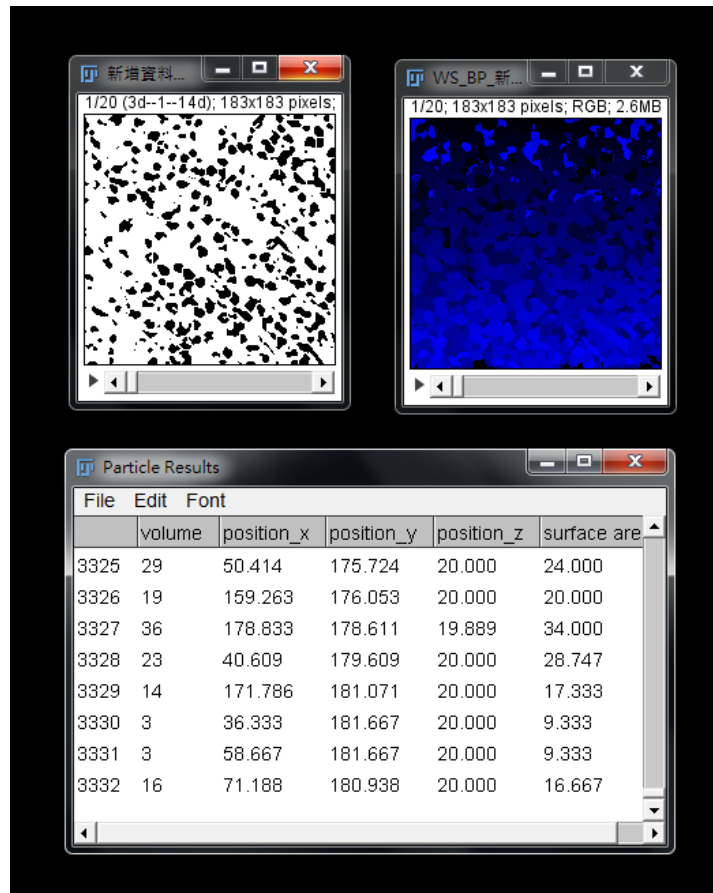 新增資料...
1/20 (3d--1--14d); 183x183 pixels;
WS_BP_新...
1/20; 183x183 pixels; RGB; 2.6MB
Particle Results
File Edit Font
volume position_x position_y position_z surface are
3325 29 50.414 175.724 20.000 24.000
3326 19 159.263 176.053 20.000 20.000
3327 36 178.833 178.611 19.889 34.000
3328 23 40.609 179.609 20.000 28.747
3329 14 171.786 181.071 20.000 17.333
3330 3 36.333 181.667 20.000 9.333
3331 3 58.667 181.667 20.000 9.333
3332 16 71.188 180.938 20.000 16.667